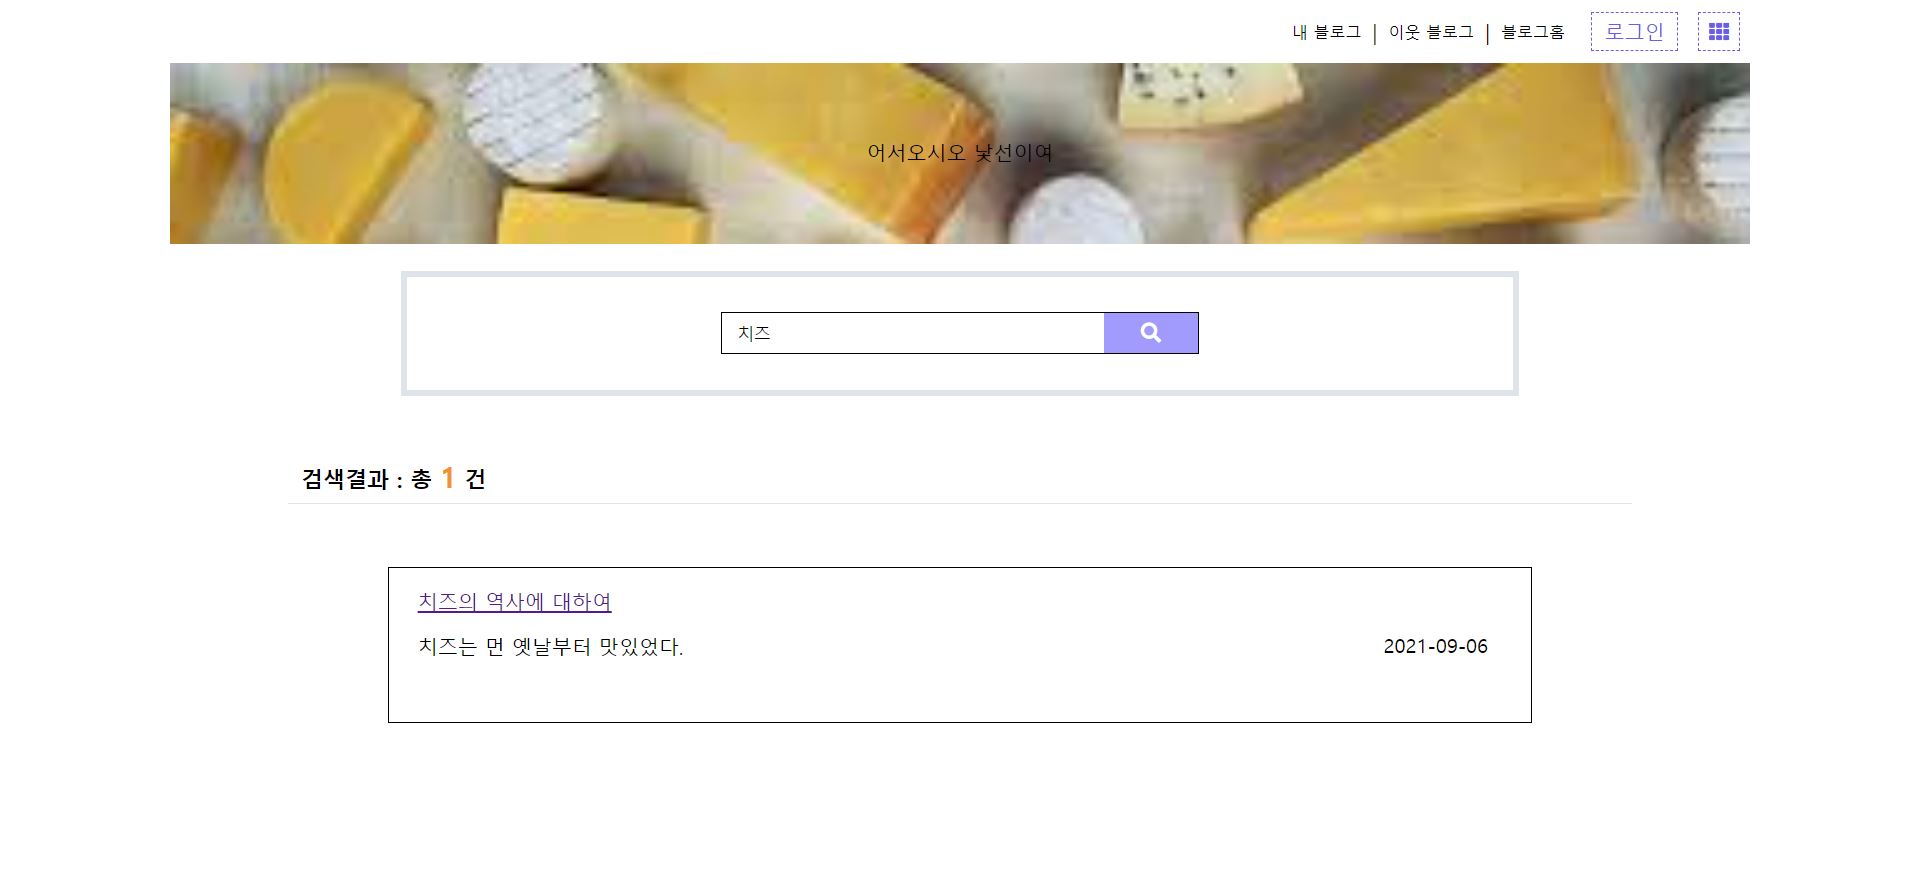 내 블로그 | 이웃 블로그 | 블로그홈 로그인
어서오시오 낯선이여
치즈
검색결과 : 총 1 건
치즈의 역사에 대하여
치즈는 먼 옛날부터 맛있었다. 2021-09-06